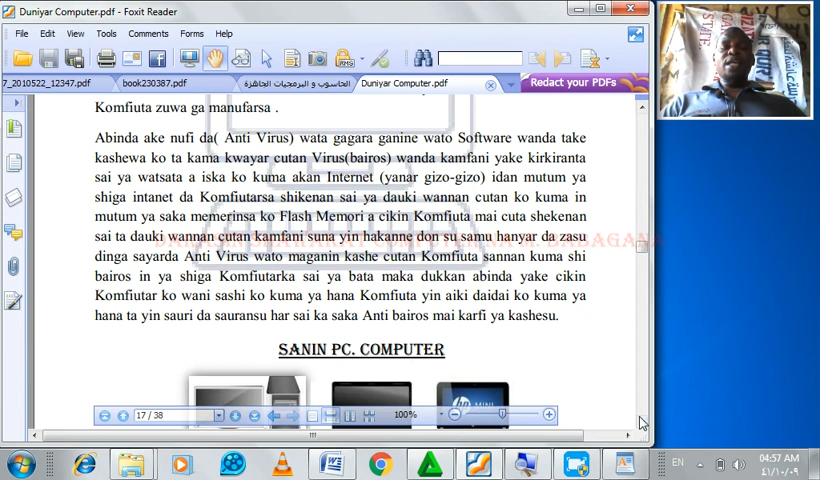 Duniyar Computer.pdf - Foxit Reader
File Edit View Tools Comments Forms Help
7_2010522_12347.pdf book230387.pdf الحاسوب و البرمجيات الجاهزة Duniyar Computer.pdf Redact your PDFs
Komfiuta zuwa ga manufarsa .
Abinda ake nufi da( Anti Virus) wata gagara ganine wato Software wanda take
kashewa ko ta kama kwayar cutan Virus(bairos) wanda kamfani yake kirkiranta
sai ya watsata a iska ko kuma akan Internet (yanar gizo-gizo) idan mutum ya
shiga intanet da Komfiutarsa shikenan sai ya dauki wannan cutan ko kuma in
mutum ya saka memerinsa ko Flash Memori a cikin Komfiuta mai cuta shekenan
sai ta dauki wannan cutan kamfani suna yin hakanne don su samu hanyar da zasu
dinga sayarda Anti Virus wato maganin kashe cutan Komfiuta sannan kuma shi
bairos in ya shiga Komfiutarka sai ya bata maka dukkan abinda yake cikin
Komfiutar ko wani sashi ko kuma ya hana Komfiuta yin aiki daidai ko kuma ya
hana ta yin sauri da sauransu har sai ka saka Anti bairos mai karfi ya kashesu.
SANIN PC. COMPUTER
hp MINI
17 / 38 100%
EN 04:57 AM
٤١/١٠/٠٩